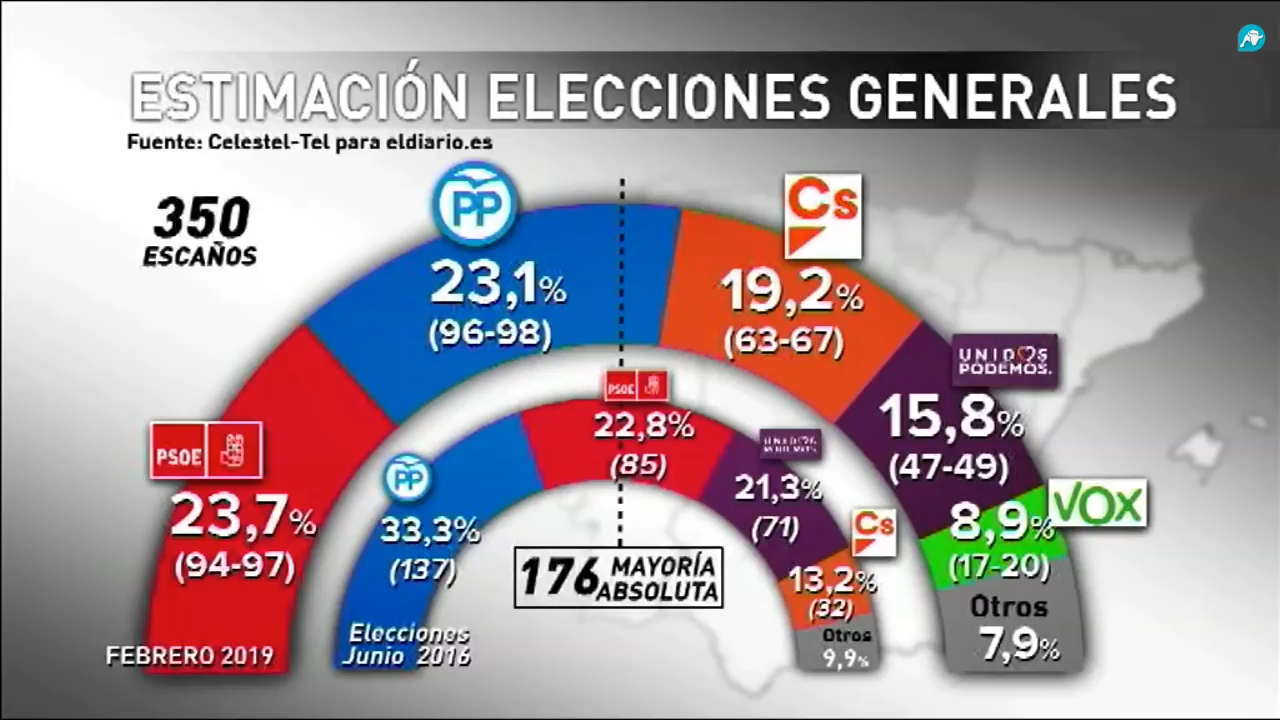 ESTIMACIÓN ELECCIONES GENERALES
Fuente: Celestel-Tel para eldiario.es
350
ESCAÑOS
PP
23,1%
(96-98)
Cs
19,2%
(63-67)
UNIDOS
PODEMOS.
15,8%
(47-49)
VOX
8,9%
(17-20)
Otros
7,9%
PSOE
23,7%
(94-97)
FEBRERO 2019
PP
33,3%
(137)
PSOE
22,8%
(85)
UNIDOS
PODEMOS.
21,3%
(71)
Cs
13,2%
(32)
Otros
9,9%
176 MAYORÍA
ABSOLUTA
Elecciones
Junio 2016